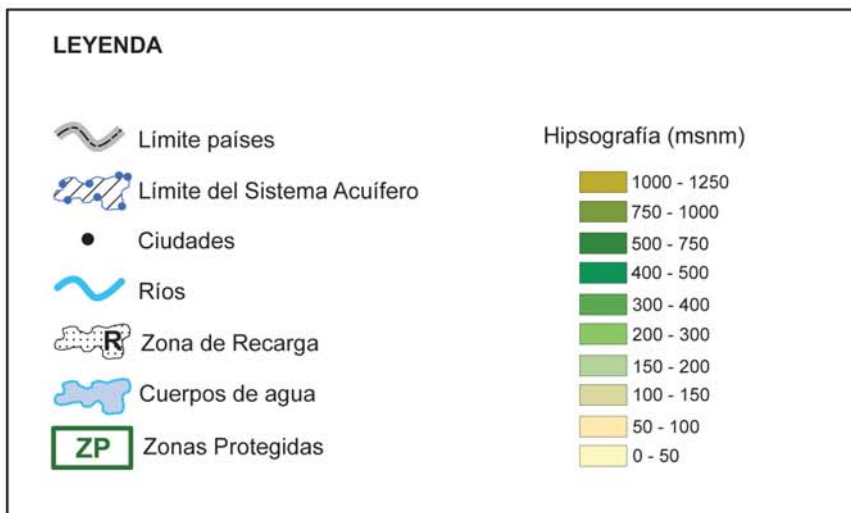 LEYENDA
Límite países
Límite del Sistema Acuífero
Ciudades
Ríos
R
Zona de Recarga
Cuerpos de agua
ZP
Zonas Protegidas
Hipsografía (msnm)
1000 - 1250
750 - 1000
500 - 750
400 - 500
300 - 400
200 - 300
150 - 200
100 - 150
50 - 100
0 - 50